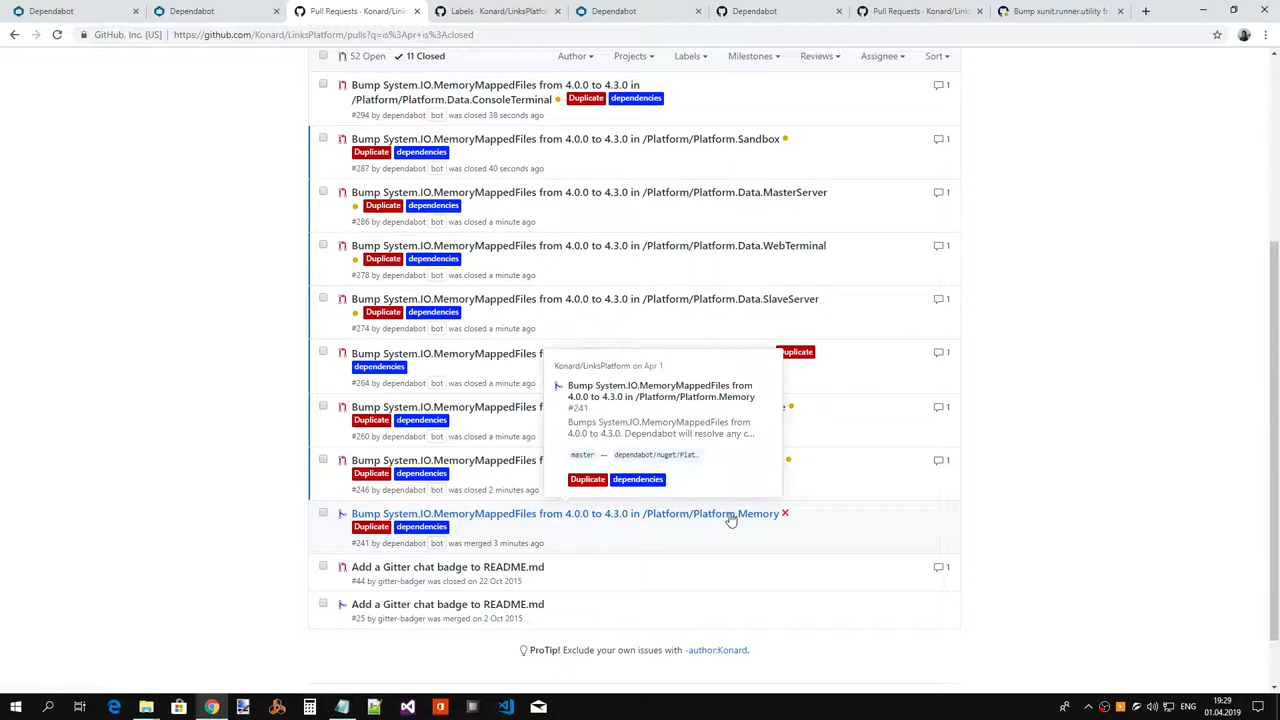 Dependabot
Dependabot
Pull Requests · Konard/Link
Labels · Konard/LinksPlatform
Dependabot
Dependabot
Pull Requests · Konard/Link
Bump xunit.runner.utility f
GitHub, Inc. [US]
https://github.com/Konard/LinksPlatform/pulls?q=is%3Apr+is%3Aclosed
52 Open
11 Closed
Author
Projects
Labels
Milestones
Reviews
Assignee
Sort
Bump System.IO.MemoryMappedFiles from 4.0.0 to 4.3.0 in
/Platform/Platform.Data.ConsoleTerminal Duplicate dependencies
1
#294 by dependabot bot was closed 38 seconds ago
Bump System.IO.MemoryMappedFiles from 4.0.0 to 4.3.0 in /Platform/Platform.Sandbox
1
Duplicate dependencies
#287 by dependabot bot was closed 40 seconds ago
Bump System.IO.MemoryMappedFiles from 4.0.0 to 4.3.0 in /Platform/Platform.Data.MasterServer
1
Duplicate dependencies
#286 by dependabot bot was closed a minute ago
Bump System.IO.MemoryMappedFiles from 4.0.0 to 4.3.0 in /Platform/Platform.Data.WebTerminal
1
Duplicate dependencies
#278 by dependabot bot was closed a minute ago
Bump System.IO.MemoryMappedFiles from 4.0.0 to 4.3.0 in /Platform/Platform.Data.SlaveServer
1
Duplicate dependencies
#274 by dependabot bot was closed a minute ago
Bump System.IO.MemoryMappedFiles f
uplicate
1
dependencies
#264 by dependabot bot was closed a minute ago
Bump System.IO.MemoryMappedFiles f
1
Duplicate dependencies
#260 by dependabot bot was closed a minute ago
Bump System.IO.MemoryMappedFiles f
1
Duplicate dependencies
#246 by dependabot bot was closed 2 minutes ago
Konard/LinksPlatform on Apr 1
Bump System.IO.MemoryMappedFiles from
4.0.0 to 4.3.0 in /Platform/Platform.Memory
#241
Bumps System.IO.MemoryMappedFiles from
4.0.0 to 4.3.0. Dependabot will resolve any c...
master ← dependabot/nuget/Plat…
Duplicate dependencies
Bump System.IO.MemoryMappedFiles from 4.0.0 to 4.3.0 in /Platform/Platform.Memory
Duplicate dependencies
#241 by dependabot bot was merged 3 minutes ago
Add a Gitter chat badge to README.md
1
#44 by gitter-badger was closed on 22 Oct 2015
Add a Gitter chat badge to README.md
#25 by gitter-badger was merged on 2 Oct 2015
ProTip! Exclude your own issues with -author:Konard.
ENG
19:29
01.04.2019